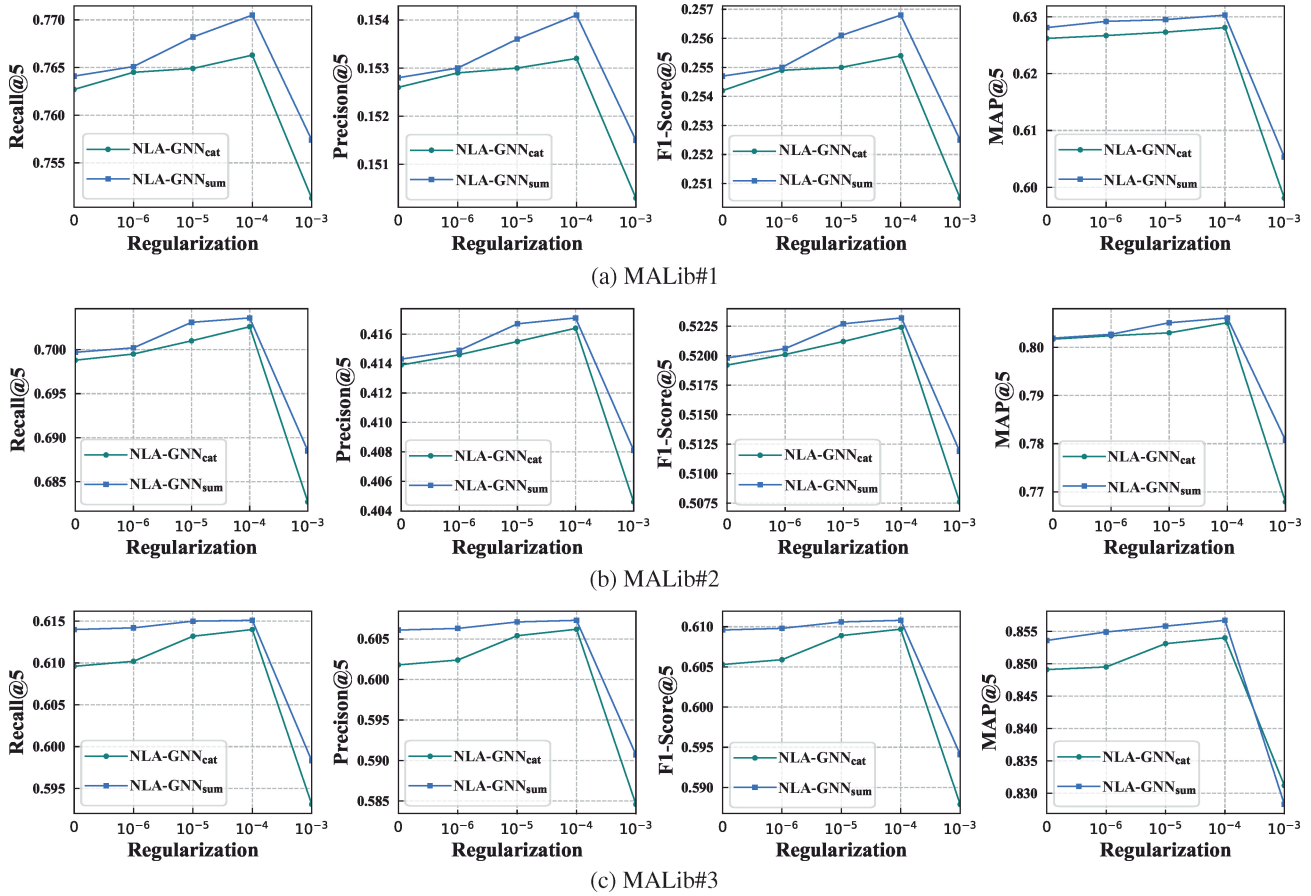 Recall@5
0.770
0.765
0.760
0.755
NLA-GNNcat
NLA-GNNsum
0 10−6 10−5 10−4 10−3
Regularization
Precison@5
0.154
0.153
0.152
0.151
NLA-GNNcat
NLA-GNNsum
0 10−6 10−5 10−4 10−3
Regularization
F1-Score@5
0.257
0.256
0.255
0.254
0.253
0.252
0.251
NLA-GNNcat
NLA-GNNsum
0 10−6 10−5 10−4 10−3
Regularization
MAP@5
0.63
0.62
0.61
0.60
NLA-GNNcat
NLA-GNNsum
0 10−6 10−5 10−4 10−3
Regularization
(a) MALib#1
Recall@5
0.700
0.695
0.690
0.685
NLA-GNNcat
NLA-GNNsum
0 10−6 10−5 10−4 10−3
Regularization
Precison@5
0.416
0.414
0.412
0.410
0.408
0.406
0.404
NLA-GNNcat
NLA-GNNsum
0 10−6 10−5 10−4 10−3
Regularization
F1-Score@5
0.5225
0.5200
0.5175
0.5150
0.5125
0.5100
0.5075
NLA-GNNcat
NLA-GNNsum
0 10−6 10−5 10−4 10−3
Regularization
MAP@5
0.80
0.79
0.78
0.77
NLA-GNNcat
NLA-GNNsum
0 10−6 10−5 10−4 10−3
Regularization
(b) MALib#2
Recall@5
0.615
0.610
0.605
0.600
0.595
NLA-GNNcat
NLA-GNNsum
0 10−6 10−5 10−4 10−3
Regularization
Precison@5
0.605
0.600
0.595
0.590
0.585
NLA-GNNcat
NLA-GNNsum
0 10−6 10−5 10−4 10−3
Regularization
F1-Score@5
0.610
0.605
0.600
0.595
0.590
NLA-GNNcat
NLA-GNNsum
0 10−6 10−5 10−4 10−3
Regularization
MAP@5
0.855
0.850
0.845
0.840
0.835
0.830
NLA-GNNcat
NLA-GNNsum
0 10−6 10−5 10−4 10−3
Regularization
(c) MALib#3